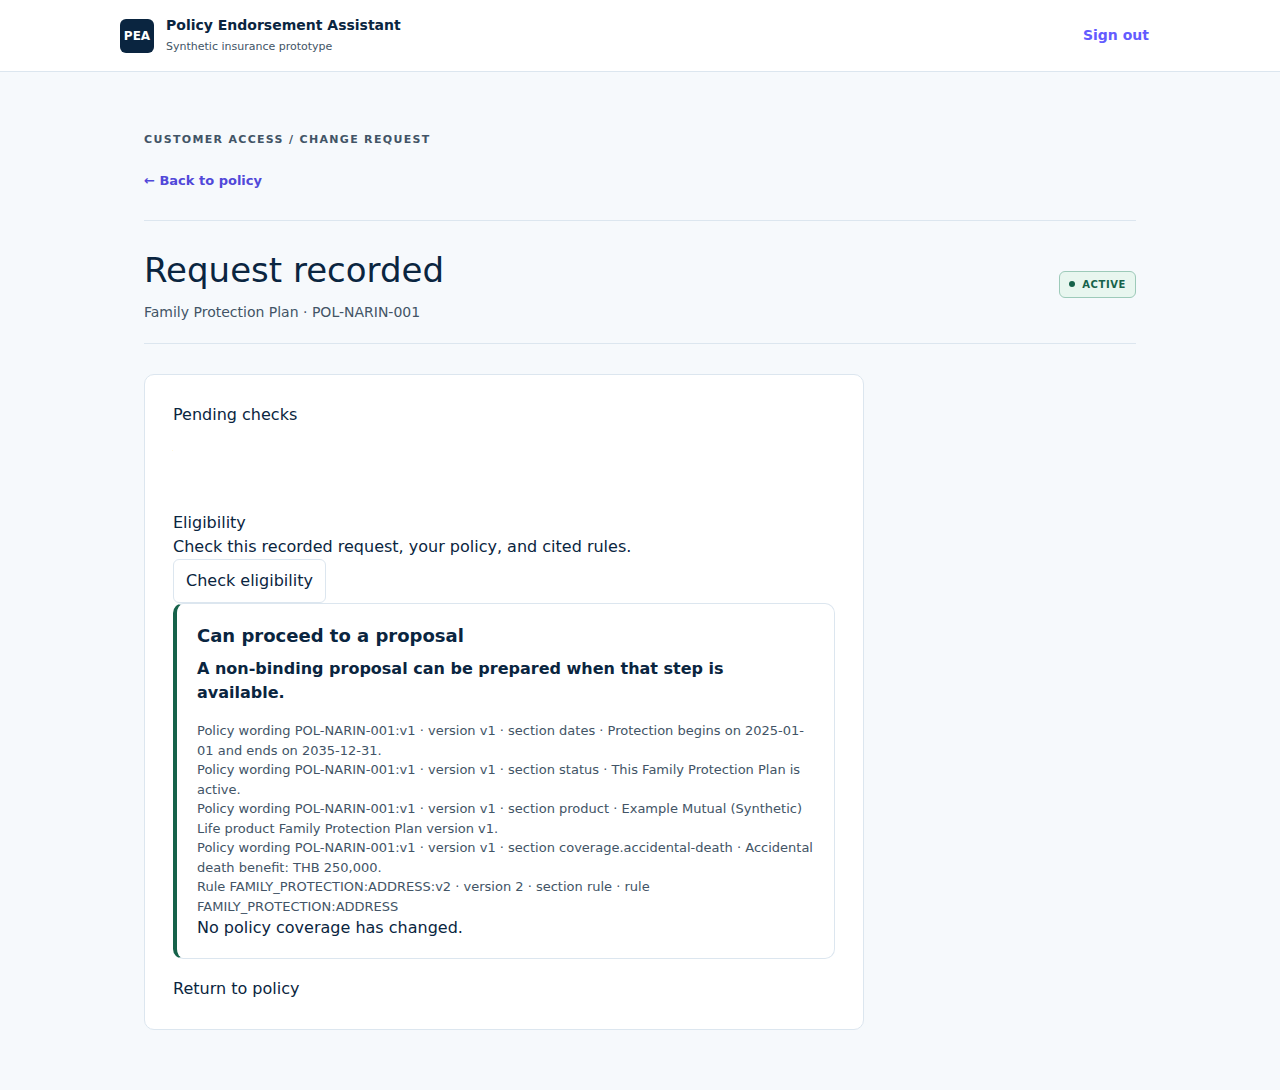 PEA
Policy Endorsement Assistant
Synthetic insurance prototype
Sign out
CUSTOMER ACCESS / CHANGE REQUEST
← Back to policy
Request recorded
Family Protection Plan · POL-NARIN-001
ACTIVE
Pending checks
Eligibility
Check this recorded request, your policy, and cited rules.
Check eligibility
Can proceed to a proposal
A non-binding proposal can be prepared when that step is
available.
Policy wording POL-NARIN-001:v1 · version v1 · section dates · Protection begins on 2025-01-
01 and ends on 2035-12-31.
Policy wording POL-NARIN-001:v1 · version v1 · section status · This Family Protection Plan is
active.
Policy wording POL-NARIN-001:v1 · version v1 · section product · Example Mutual (Synthetic)
Life product Family Protection Plan version v1.
Policy wording POL-NARIN-001:v1 · version v1 · section coverage.accidental-death · Accidental
death benefit: THB 250,000.
Rule FAMILY_PROTECTION:ADDRESS:v2 · version 2 · section rule · rule
FAMILY_PROTECTION:ADDRESS
No policy coverage has changed.
Return to policy